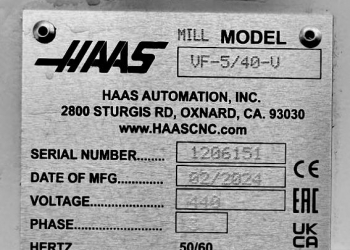 HAAS MILL MODEL
VF-5/40-V
HAAS AUTOMATION, INC.
2800 STURGIS RD, OXNARD, CA. 93030
www.HAASCNC.com
SERIAL NUMBER.......... 1206151
DATE OF MFG............. 02/2024
VOLTAGE................... 440
PHASE.......................
HERTZ 50/60
CE
EAC
UK
CA